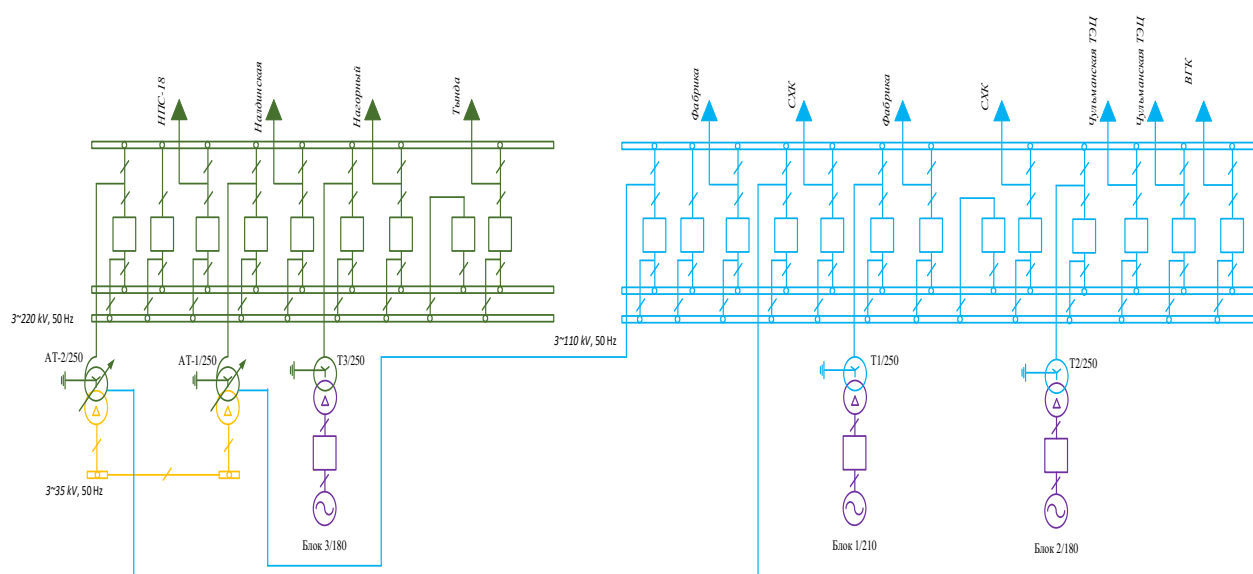 НПС-18
Налдинская
Нагорный
Тында
Фабрика
СХК
Фабрика
СХК
Чульманская ТЭЦ
Чульманская ТЭЦ
ВГК
3~220 kV, 50 Hz
3~110 kV, 50 Hz
АТ-2/250
АТ-1/250
Т3/250
Т1/250
Т2/250
3~35 kV, 50 Hz
Блок 3/180
Блок 1/210
Блок 2/180